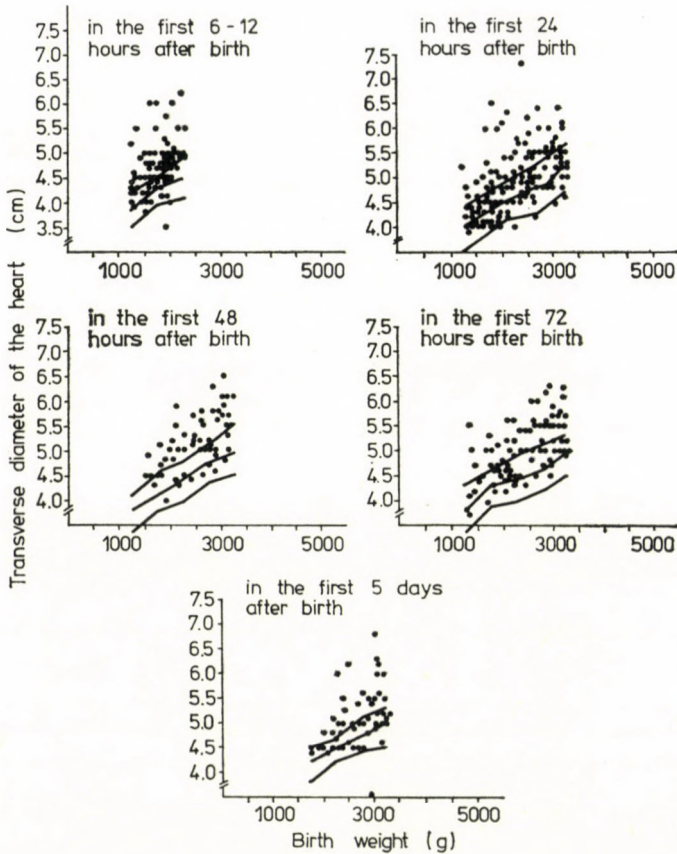 Transverse diameter of the heart (cm)
in the first 6-12
hours after birth
7.5
7.0
6.5
6.0
5.5
5.0
4.5
4.0
3.5
1000 3000 5000
in the first 24
hours after birth
7.5
7.0
6.5
6.0
5.5
5.0
4.5
4.0
1000 3000 5000
in the first 48
hours after birth
7.5
7.0
6.5
6.0
5.5
5.0
4.5
4.0
1000 3000 5000
in the first 72
hours after birth
7.5
7.0
6.5
6.0
5.5
5.0
4.5
4.0
1000 3000 5000
in the first 5 days
after birth
7.5
7.0
6.5
6.0
5.5
5.0
4.5
4.0
1000 3000 5000
Birth weight (g)